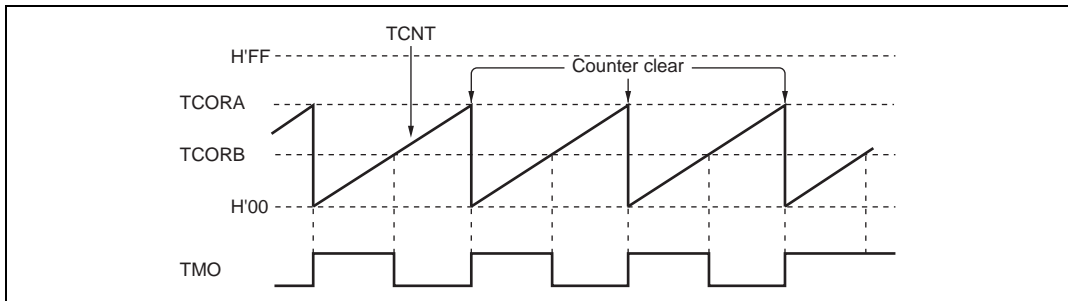 TCNT
H'FF
Counter clear
TCORA
TCORB
H'00
TMO